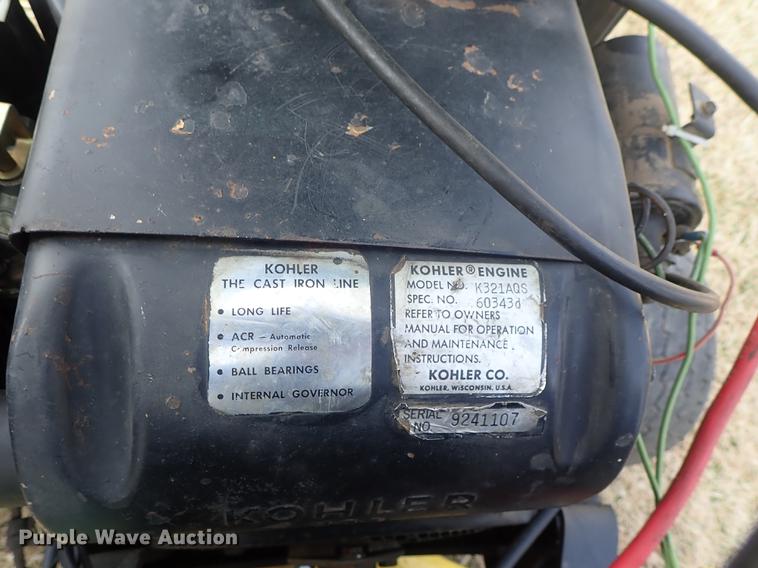 KOHLER
THE CAST IRON LINE
• LONG LIFE
• ACR – Automatic
Compression Release
• BALL BEARINGS
• INTERNAL GOVERNOR
KOHLER® ENGINE
MODEL NO. K321AQS
SPEC. NO. 60343d
REFER TO OWNERS
MANUAL FOR OPERATION
AND MAINTENANCE
INSTRUCTIONS.
KOHLER CO.
KOHLER, WISCONSIN, U.S.A.
SERIAL
NO. 9241107
KOHLER
Purple Wave Auction